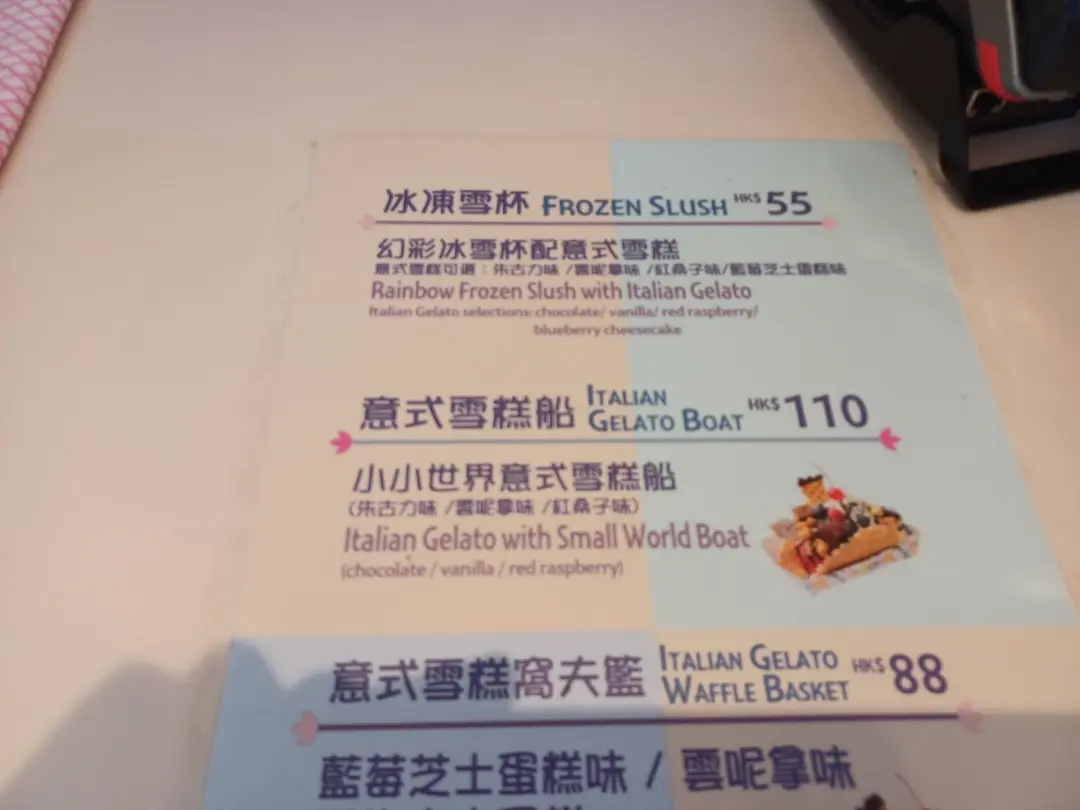 冰凍雪杯 FROZEN SLUSH HK$ 55
幻彩冰雪杯配意式雪糕
意式雪糕可選：朱古力味 /雲呢拿味 /紅桑子味/藍莓芝士蛋糕味
Rainbow Frozen Slush with Italian Gelato
Italian Gelato selections: chocolate/ vanilla/ red raspberry/
blueberry cheesecake
意式雪糕船 ITALIAN GELATO BOAT HK$ 110
小小世界意式雪糕船
(朱古力味 /雲呢拿味 /紅桑子味)
Italian Gelato with Small World Boat
(chocolate / vanilla / red raspberry)
意式雪糕窩夫籃 ITALIAN GELATO WAFFLE BASKET HK$ 88
藍莓芝士蛋糕味 / 雲呢拿味